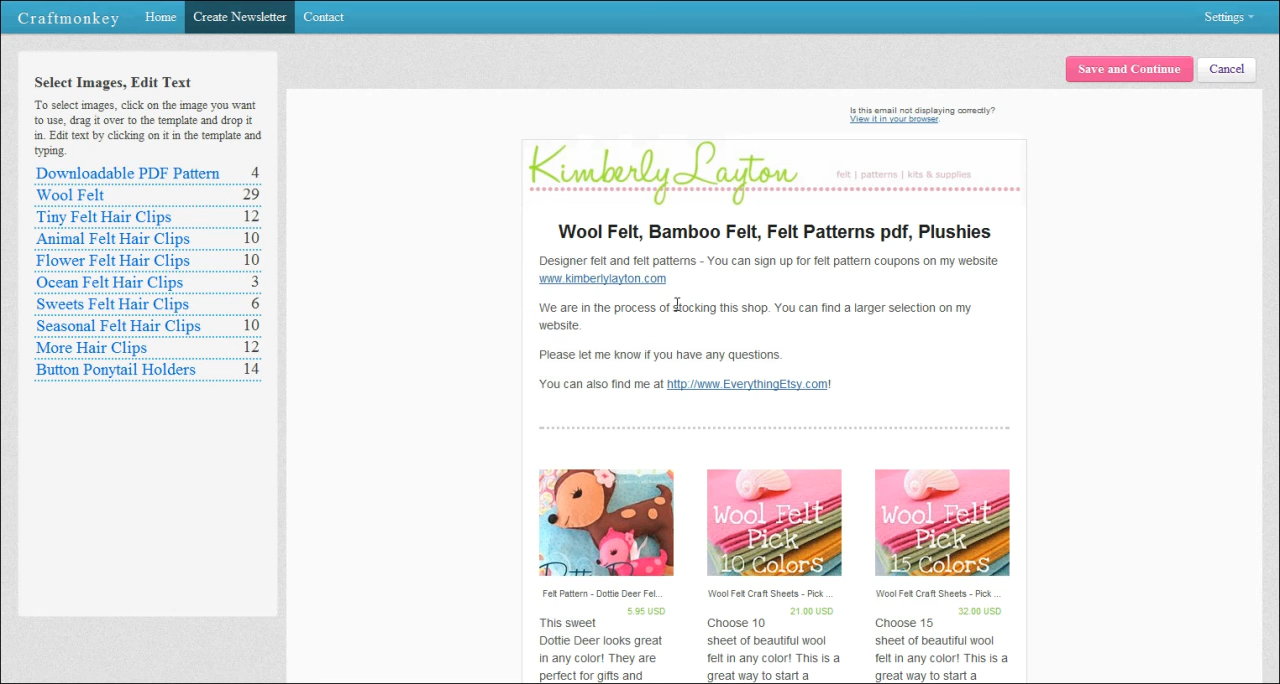 Craftmonkey Home Create Newsletter Contact Settings
Save and Continue Cancel
Select Images, Edit Text
To select images, click on the image you want
to use, drag it over to the template and drop it
in. Edit text by clicking on it in the template and
typing.
Downloadable PDF Pattern 4
Wool Felt 29
Tiny Felt Hair Clips 12
Animal Felt Hair Clips 10
Flower Felt Hair Clips 10
Ocean Felt Hair Clips 3
Sweets Felt Hair Clips 6
Seasonal Felt Hair Clips 10
More Hair Clips 12
Button Ponytail Holders 14
Is this email not displaying correctly?
View it in your browser.
Kimberly Layton felt | patterns | kits & supplies
Wool Felt, Bamboo Felt, Felt Patterns pdf, Plushies
Designer felt and felt patterns - You can sign up for felt pattern coupons on my website
www.kimberlylayton.com
We are in the process of stocking this shop. You can find a larger selection on my
website.
Please let me know if you have any questions.
You can also find me at http://www.EverythingEtsy.com!
Wool Felt
Pick
10 Colors
Wool Felt
Pick
15 Colors
Felt Pattern - Dottie Deer Fel...
5.95 USD
This sweet
Dottie Deer looks great
in any color! They are
perfect for gifts and
Wool Felt Craft Sheets - Pick ...
21.00 USD
Choose 10
sheet of beautiful wool
felt in any color! This is a
great way to start a
Wool Felt Craft Sheets - Pick ...
32.00 USD
Choose 15
sheet of beautiful wool
felt in any color! This is a
great way to start a